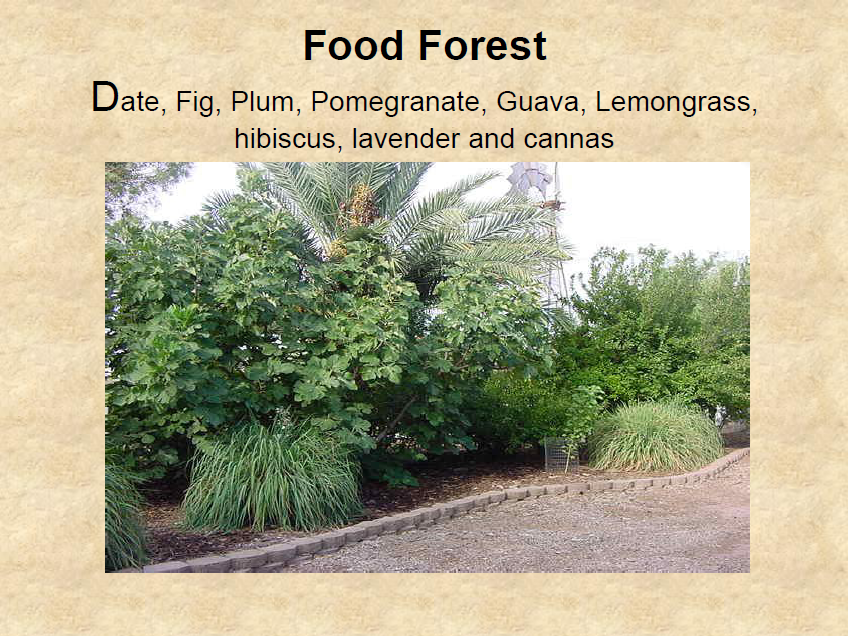 Food Forest
Date, Fig, Plum, Pomegranate, Guava, Lemongrass,
hibiscus, lavender and cannas